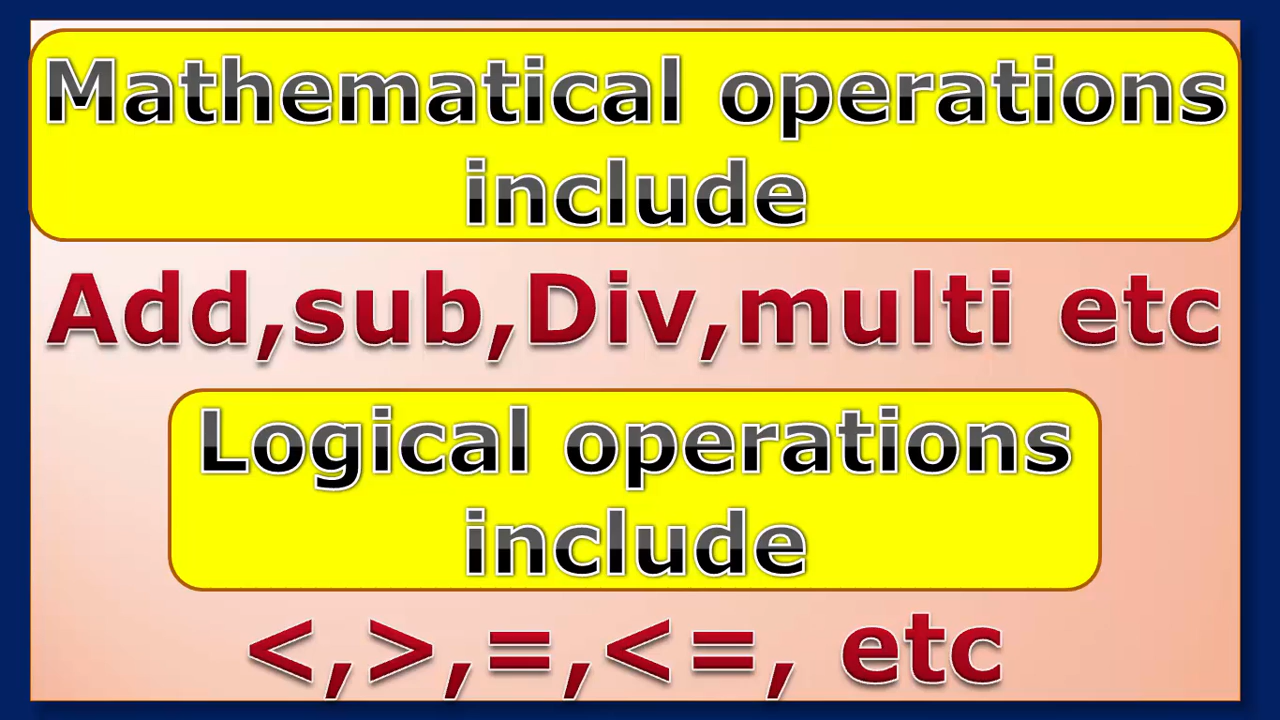 Mathematical operations
include
Add,sub,Div,multi etc
Logical operations
include
<,>,=,<=, etc